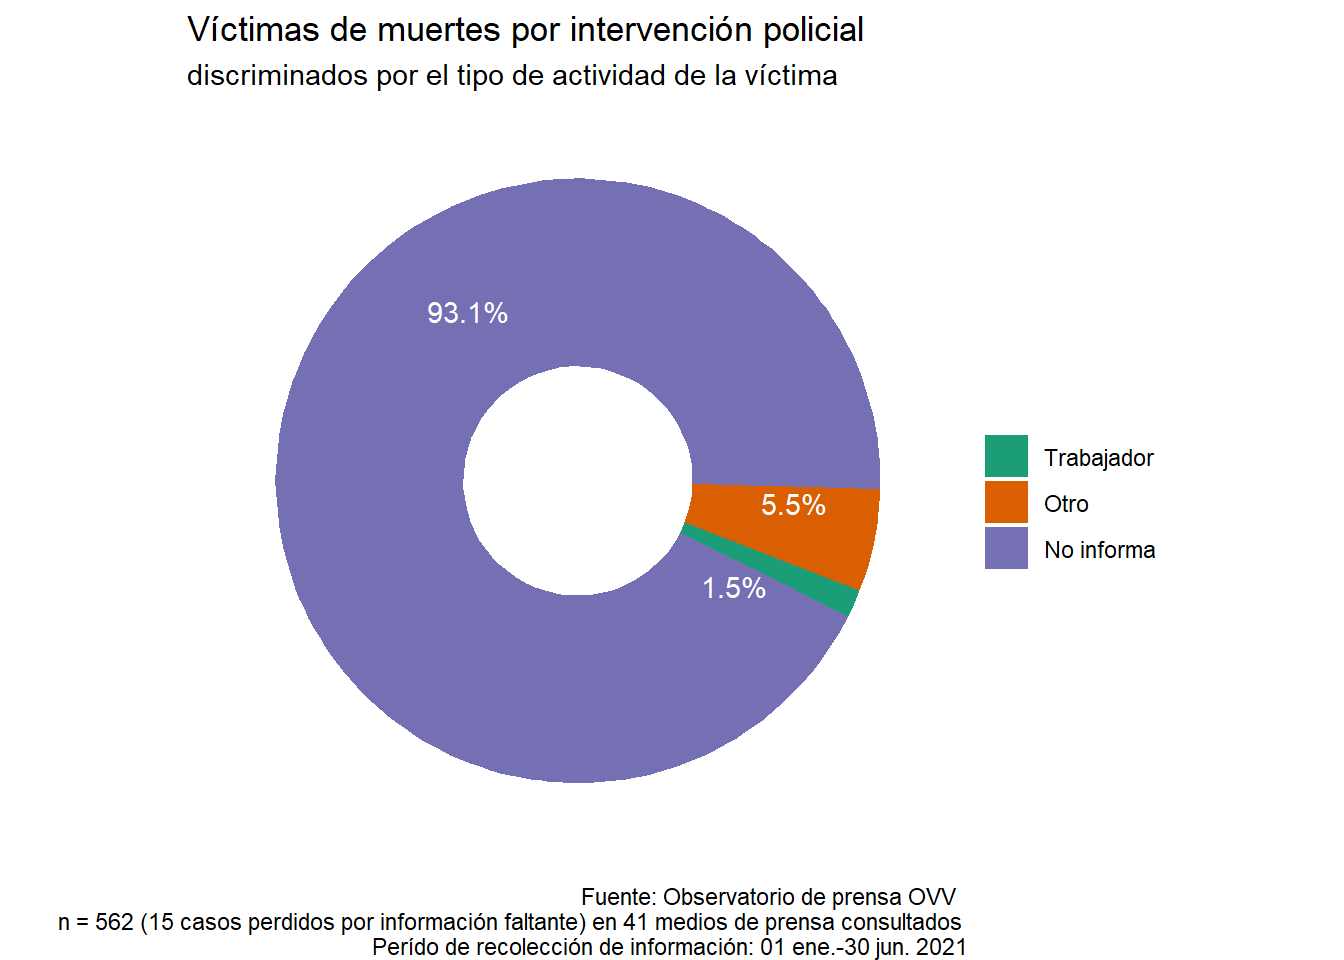 Víctimas de muertes por intervención policial
discriminados por el tipo de actividad de la víctima
93.1%
5.5%
1.5%
Trabajador
Otro
No informa
Fuente: Observatorio de prensa OVV
n = 562 (15 casos perdidos por información faltante) en 41 medios de prensa consultados
Perído de recolección de información: 01 ene.-30 jun. 2021